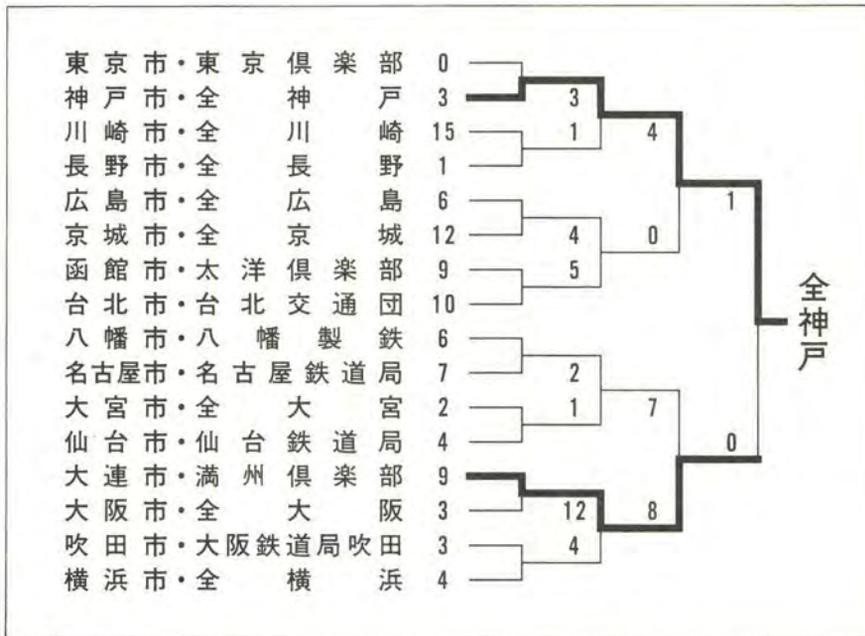 東京市・東京倶楽部 0
神戸市・全神戸 3
川崎市・全川崎 15
長野市・全長野 1
広島市・全広島 6
京城市・全京城 12
函館市・太洋倶楽部 9
台北市・台北交通団 10
八幡市・八幡製鉄 6
名古屋市・名古屋鉄道局 7
大宮市・全大宮 2
仙台市・仙台鉄道局 4
大連市・満州倶楽部 9
大阪市・全大阪 3
吹田市・大阪鉄道局吹田 3
横浜市・全横浜 4
3
1
4
5
2
1
12
4
4
0
7
8
1
0
全神戸